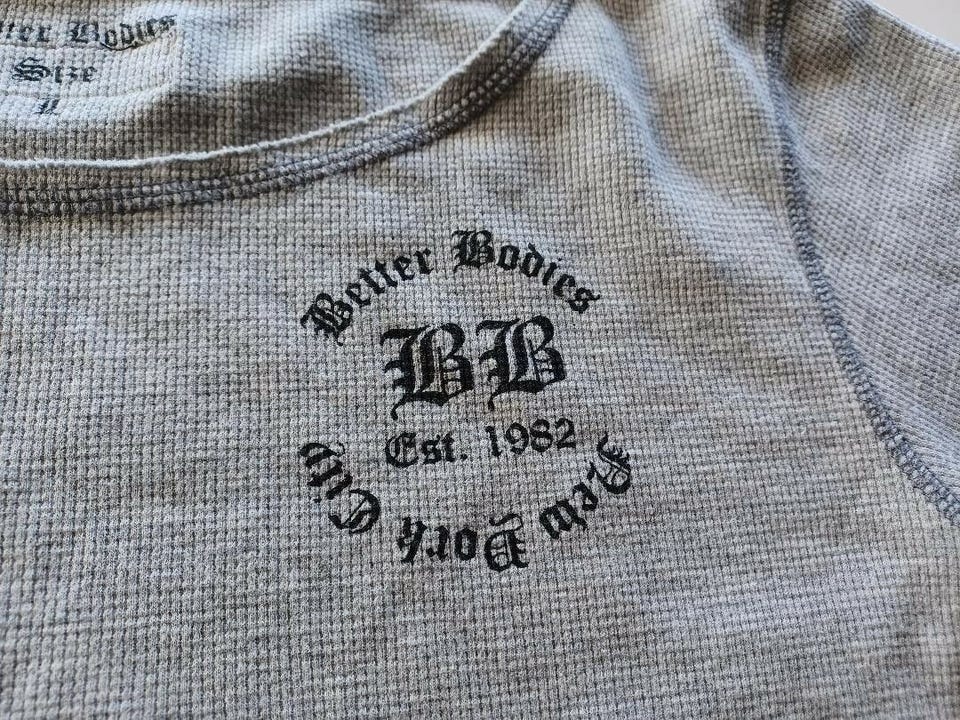 Better Bodies
Size
L
Better Bodies
BB
Est. 1982
New York City